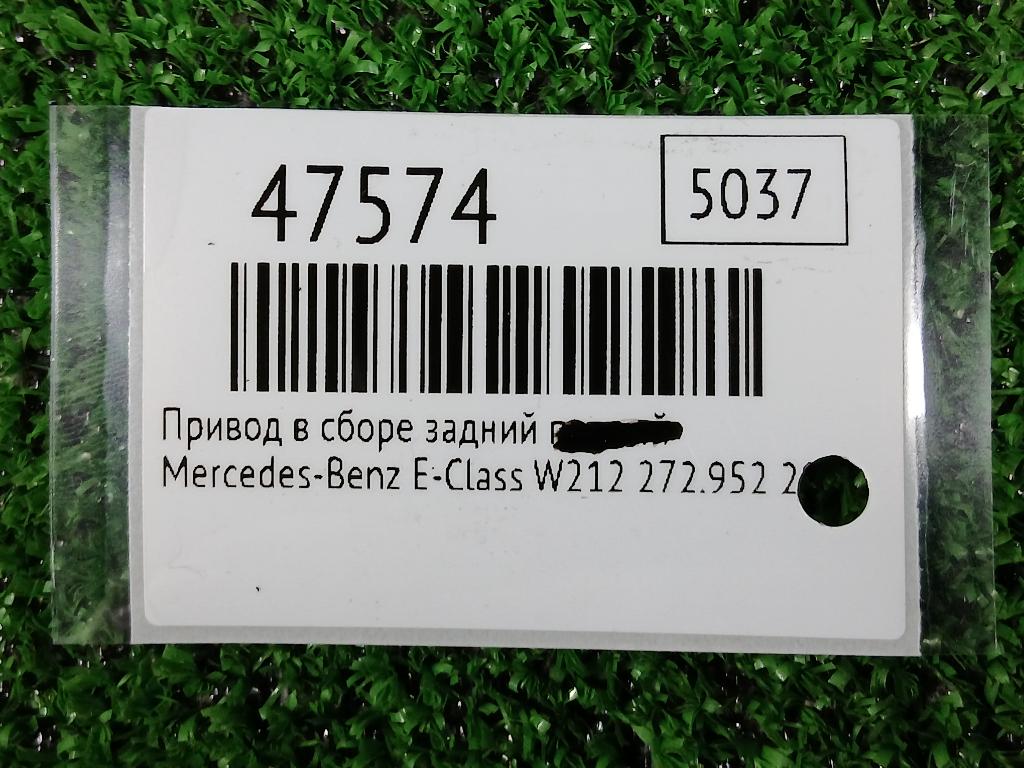 47574
5037
Привод в сборе задний
Mercedes-Benz E-Class W212 272.952